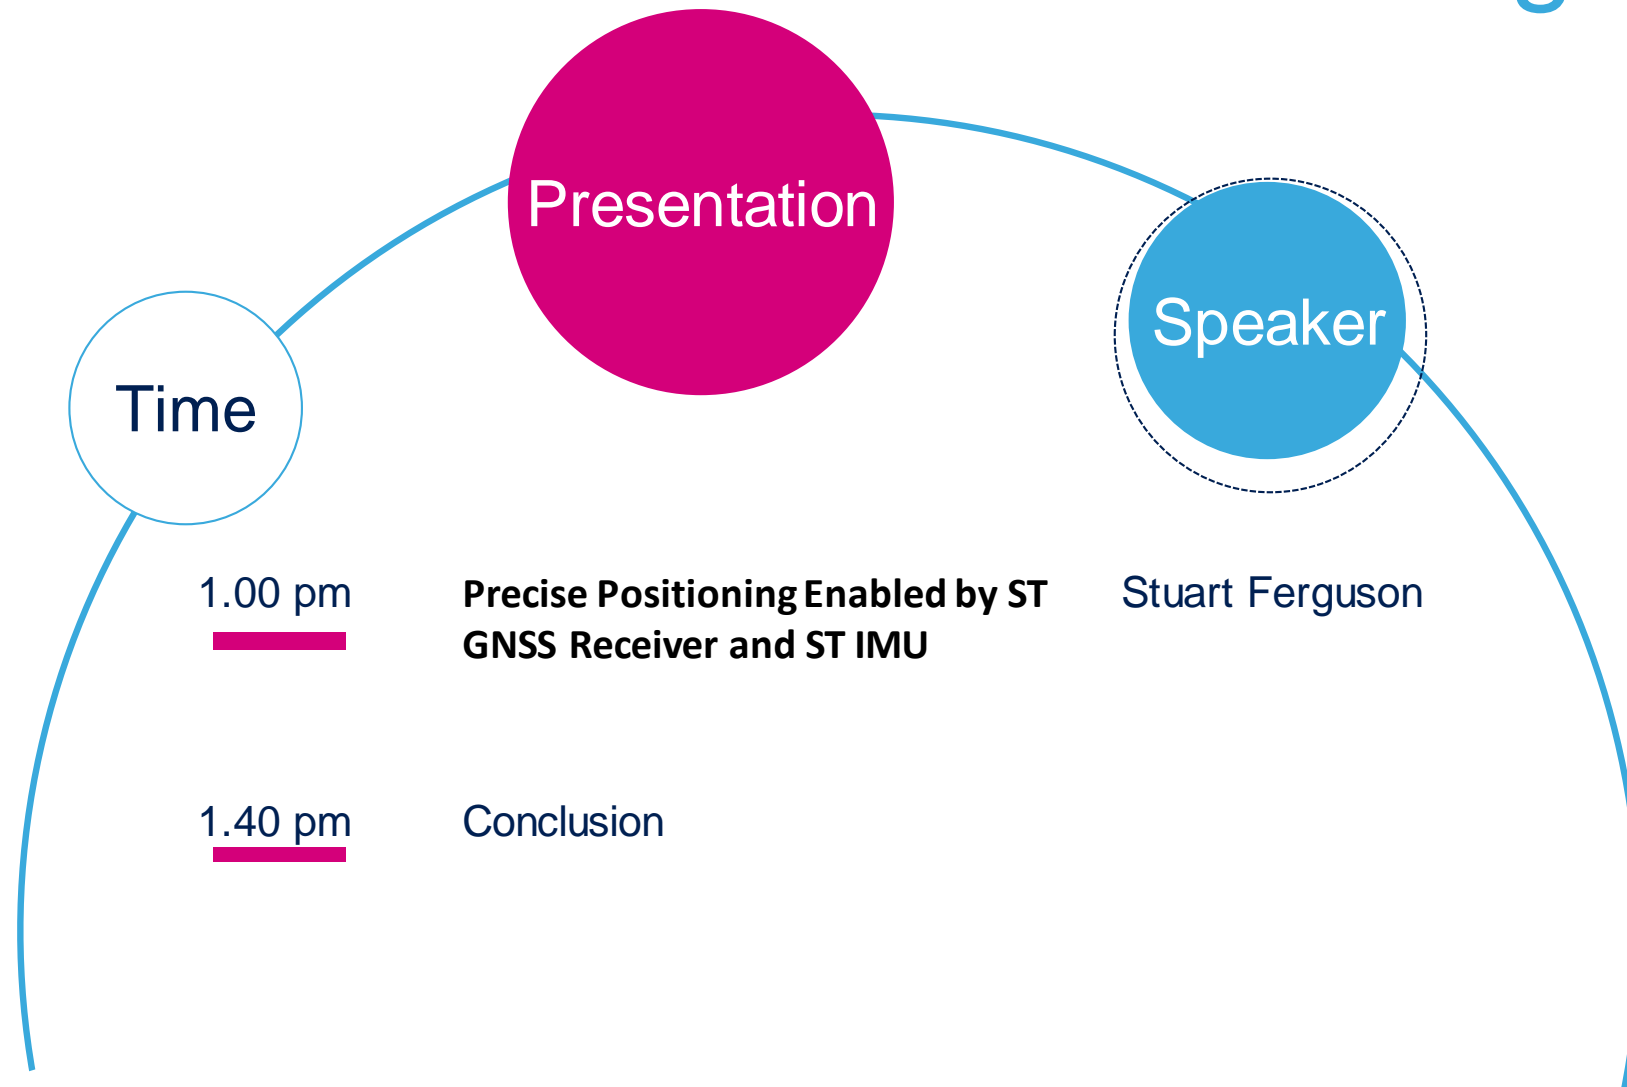 Presentation
Speaker
Time
1.00 pm
Precise Positioning Enabled by ST
GNSS Receiver and ST IMU
Stuart Ferguson
1.40 pm
Conclusion